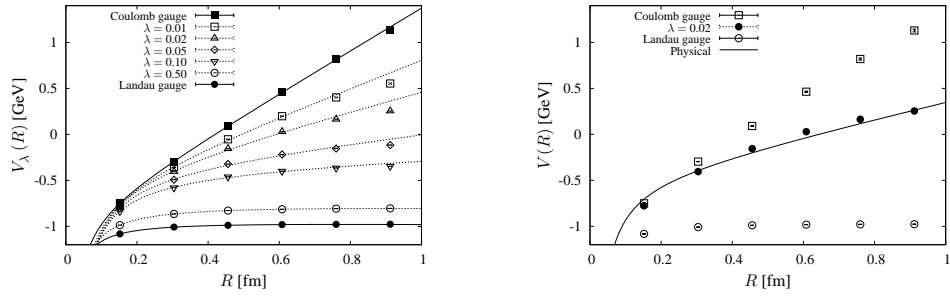 Coulomb gauge
λ = 0.01
λ = 0.02
λ = 0.05
λ = 0.10
λ = 0.50
Landau gauge
1
0.5
0
-0.5
-1
V_λ(R) [GeV]
0 0.2 0.4 0.6 0.8 1
R [fm]
Coulomb gauge
λ = 0.02
Landau gauge
Physical
1
0.5
0
-0.5
-1
V(R) [GeV]
0 0.2 0.4 0.6 0.8 1
R [fm]